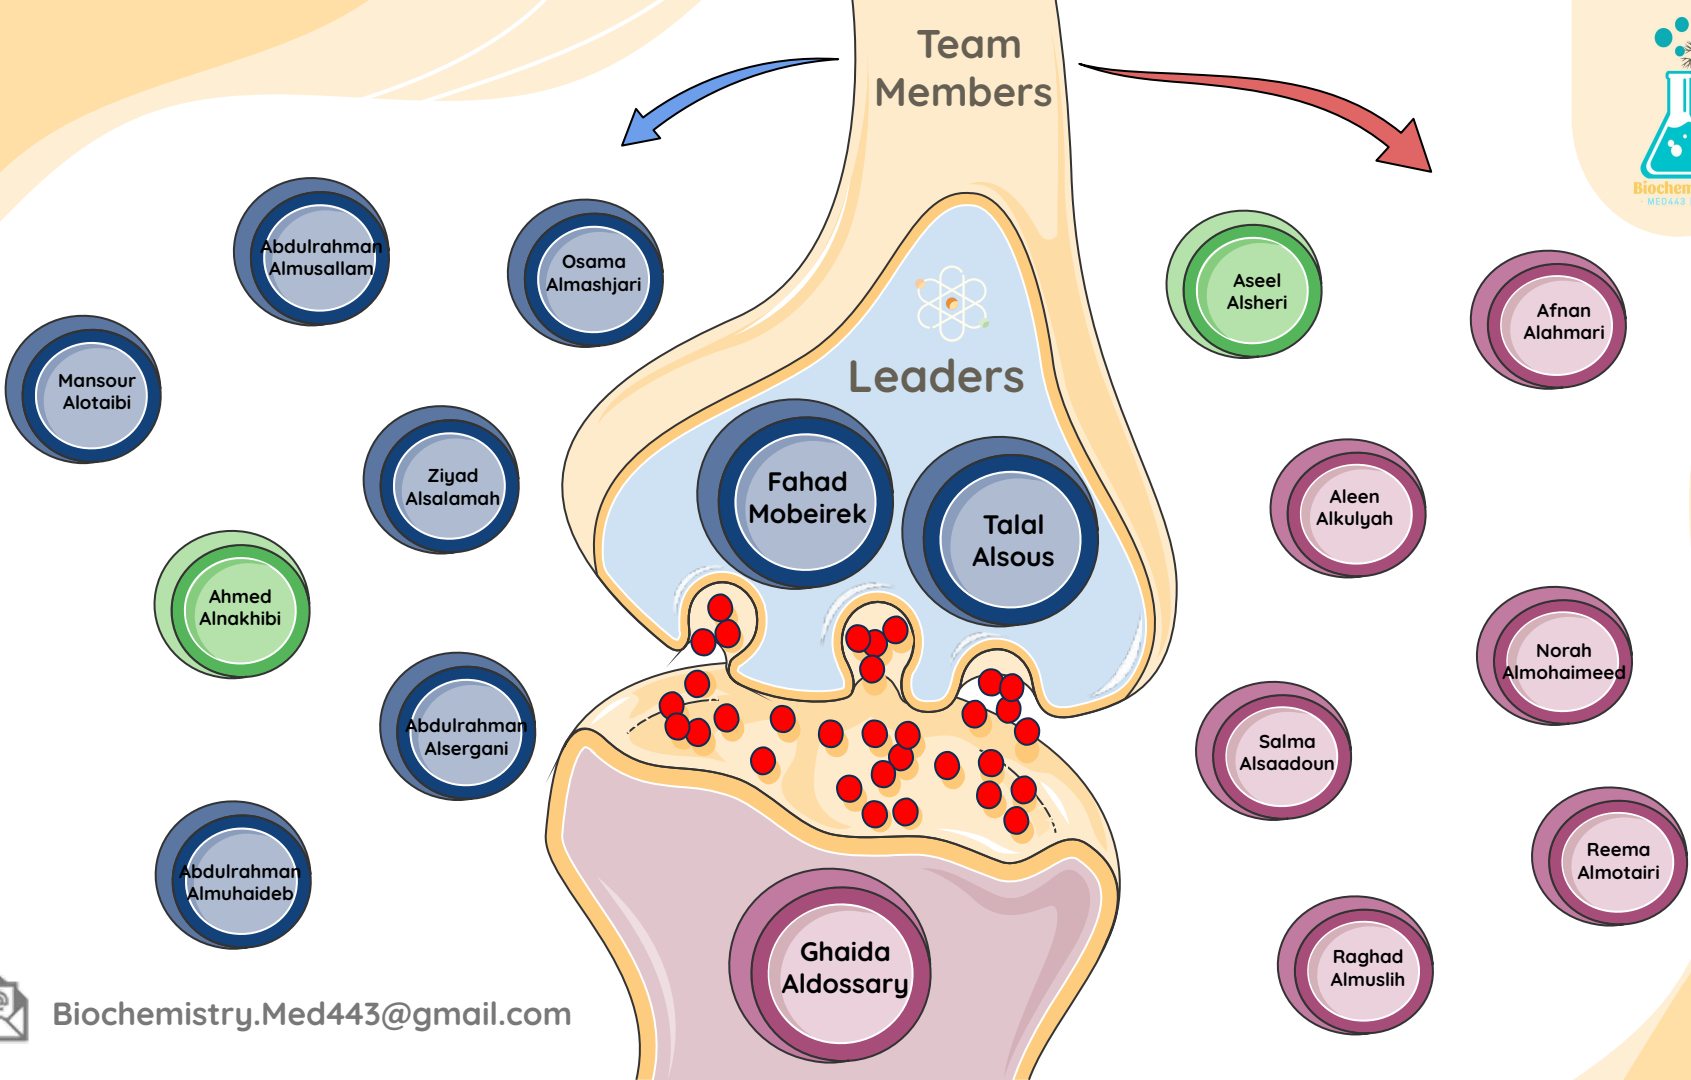 Team
Members
Leaders
Fahad
Mobeirek
Talal
Alsous
Ghaida
Aldossary
Abdulrahman
Almusallam
Osama
Almashjari
Mansour
Alotaibi
Ziyad
Alsalamah
Ahmed
Alnakhibi
Abdulrahman
Alsergani
Abdulrahman
Almuhaideb
Aseel
Alsheri
Afnan
Alahmari
Aleen
Alkulyah
Norah
Almohaimeed
Salma
Alsaadoun
Reema
Almotairi
Raghad
Almuslih
Biochemistry.Med443@gmail.com
Biochem
MED443